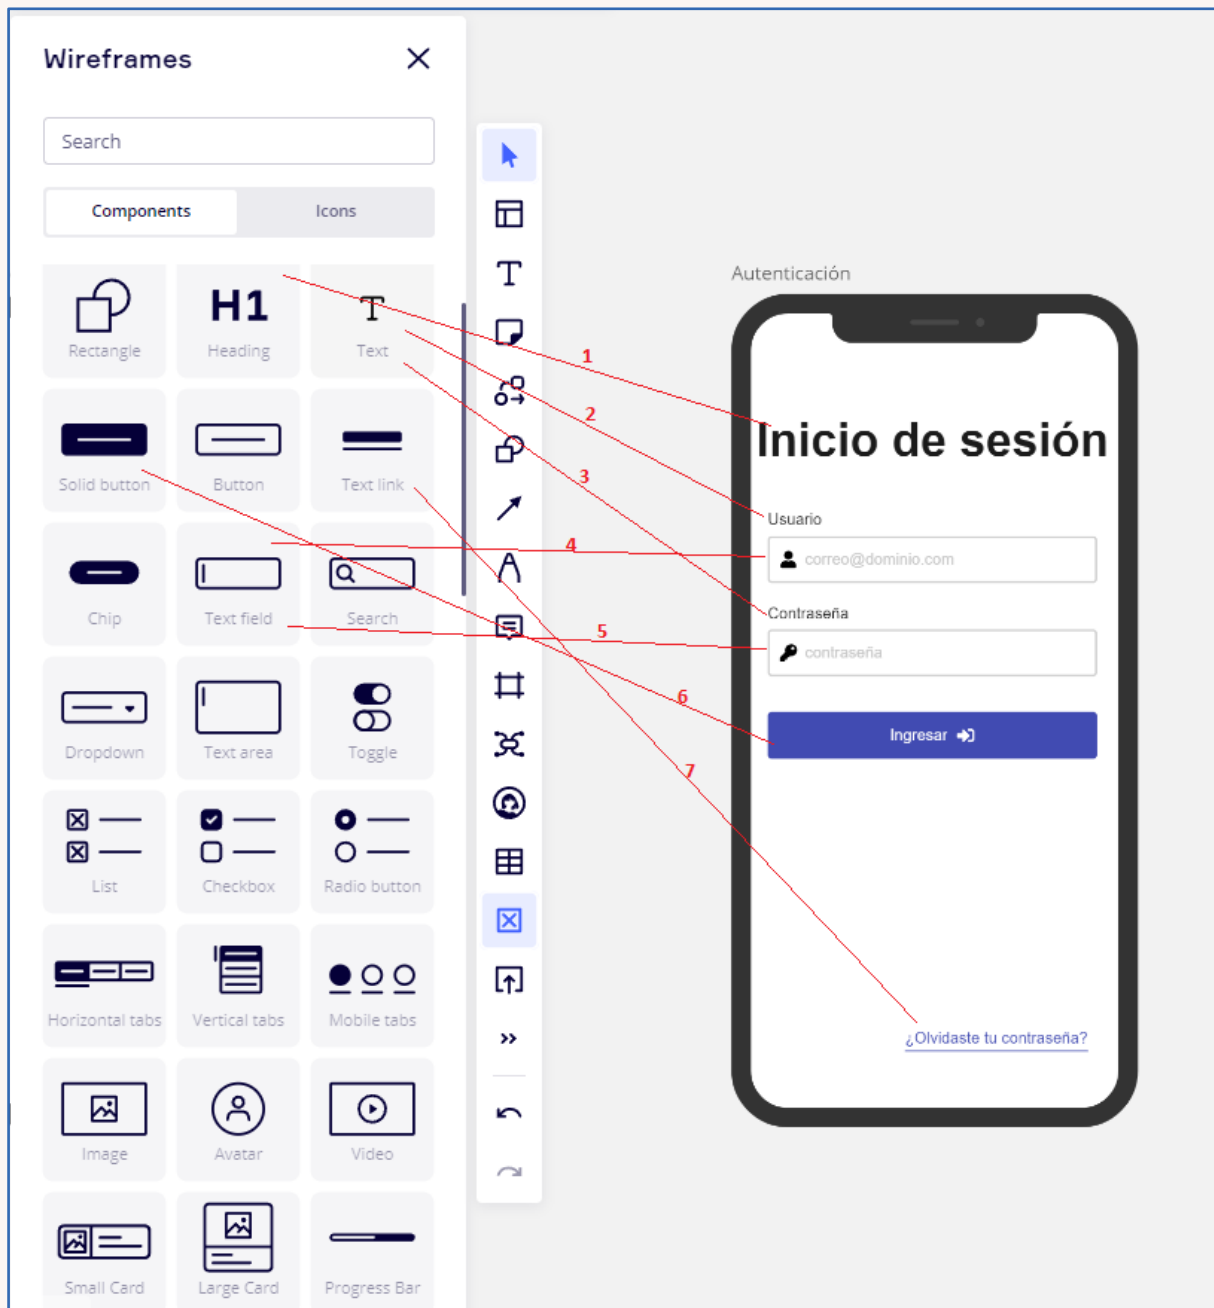 Wireframes
Search
Components Icons
H1
Rectangle Heading Text
Solid button Button Text link
Chip Text field Search
Dropdown Text area Toggle
List Checkbox Radio button
Horizontal tabs Vertical tabs Mobile tabs
Image Avatar Video
Small Card Large Card Progress Bar
1
2
3
4
5
6
7
Autenticación
Inicio de sesión
Usuario
correo@dominio.com
Contraseña
contraseña
Ingresar
¿Olvidaste tu contraseña?